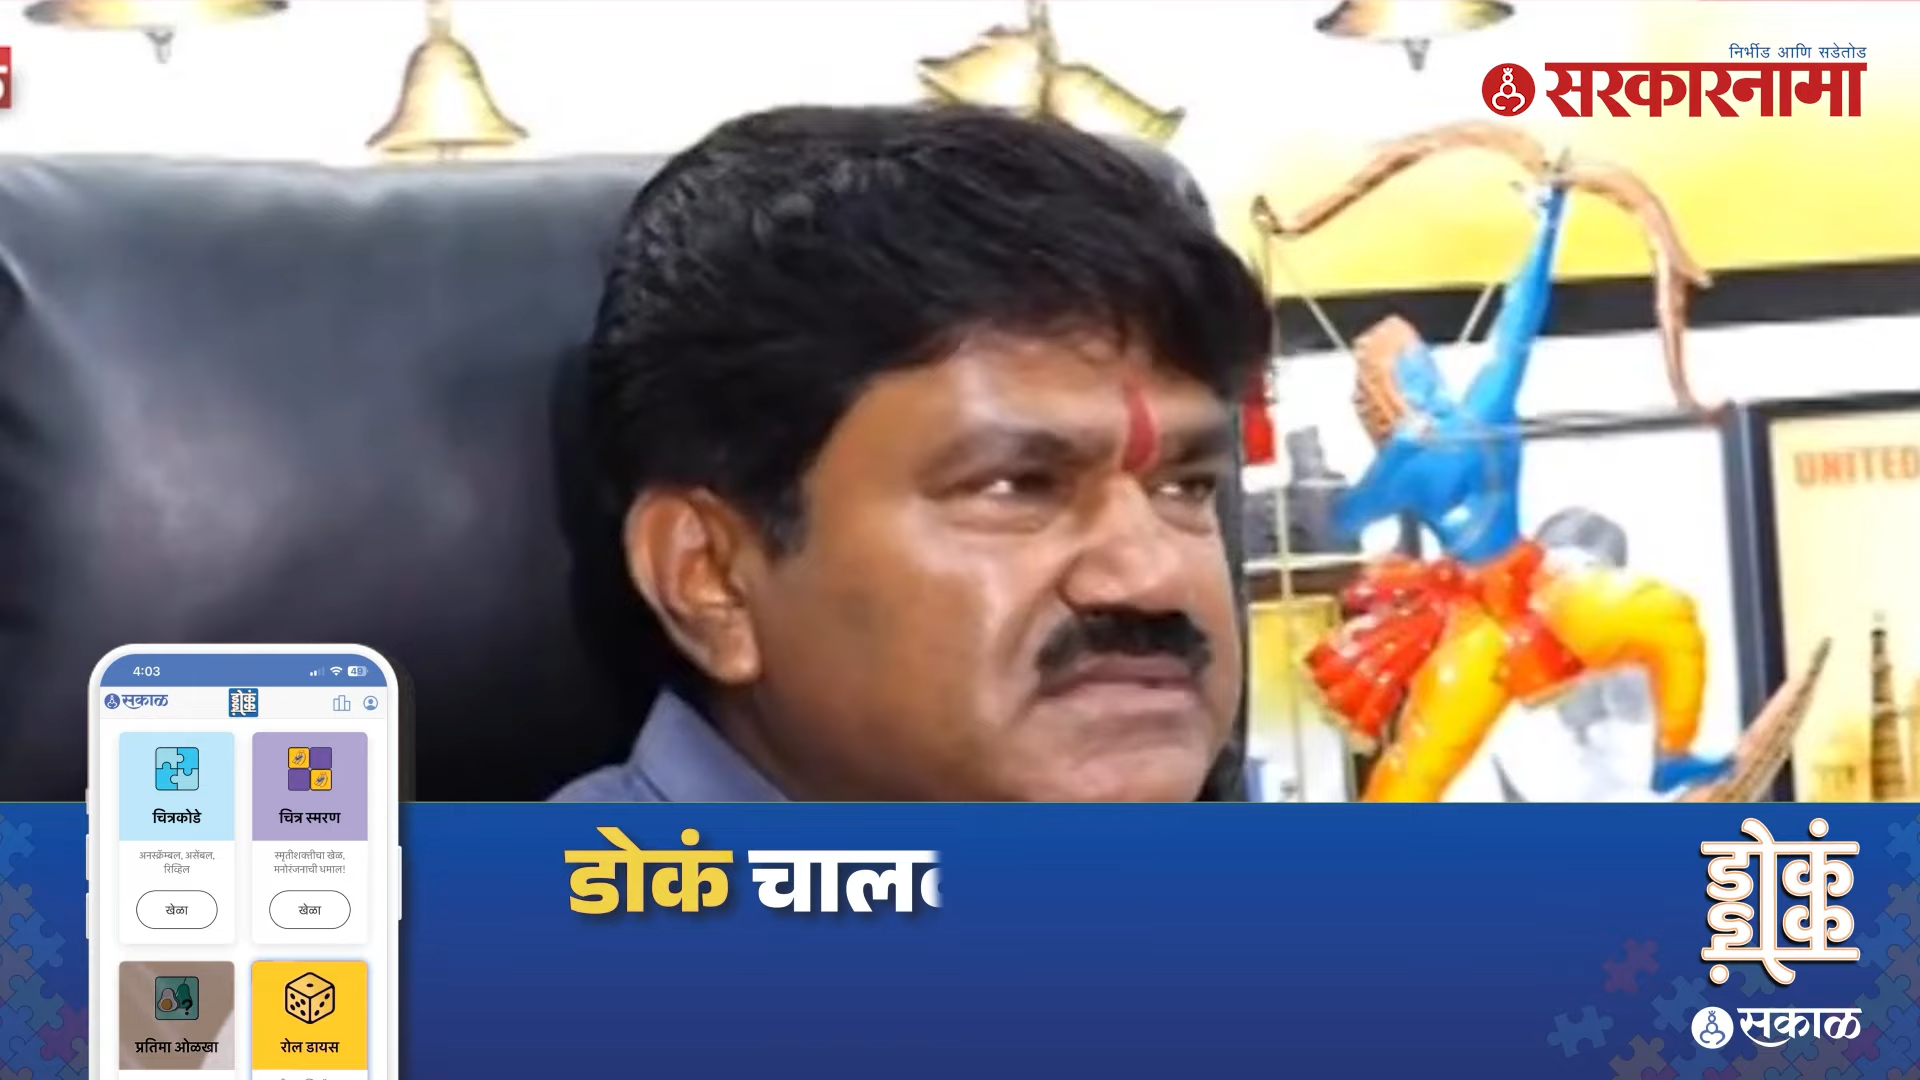 निर्भीड आणि सडेतोड
सरकारनामा
UNITED
4:03
49
सकाळ
डोकं
चित्रकोडे
चित्र स्मरण
अनस्क्रॅम्बल, असेंबल,
रिव्हिल
स्मृतीशक्तीचा खेळ,
मनोरंजनाची धमाल!
खेळा
खेळा
प्रतिमा ओळखा
रोल डायस
डोकं चाल
डोकं
सकाळ